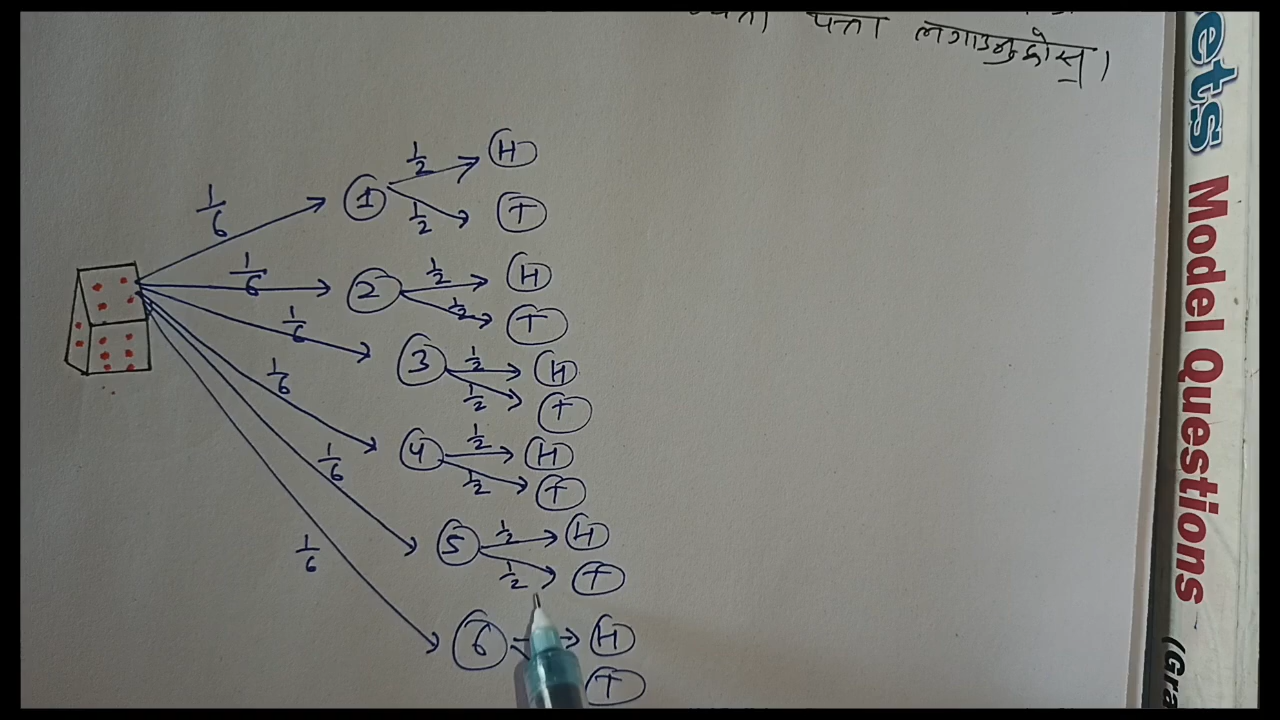 पत्ता लगाउनुहोस्।
1/2 H
1/6 1
1/2 T
1/6 2 1/2 H
1/2 T
1/6 3 1/2 H
1/2 T
1/6 4 1/2 H
1/2 T
1/6 5 1/2 H
1/2 T
1/6 6 H
T
ets Model Questions
(Gra